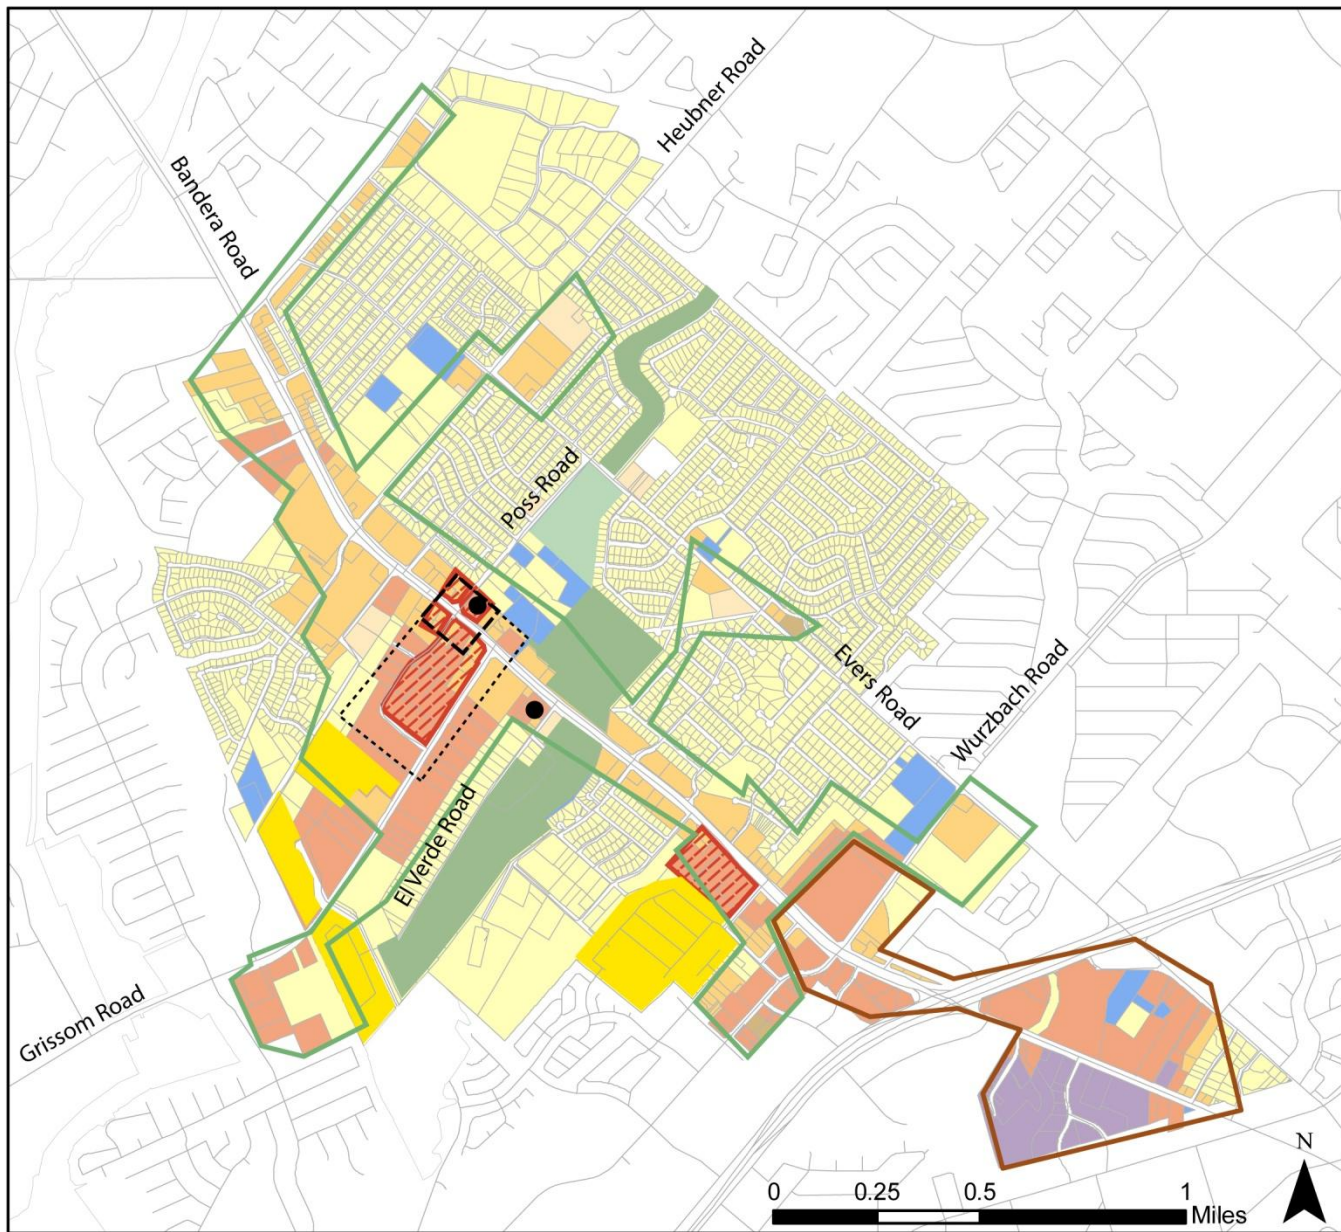 Heubner Road
Bandera Road
Poss Road
Evers Road
Wurzbach Road
El Verde Road
Grissom Road
N
0 0.25 0.5 1
Miles